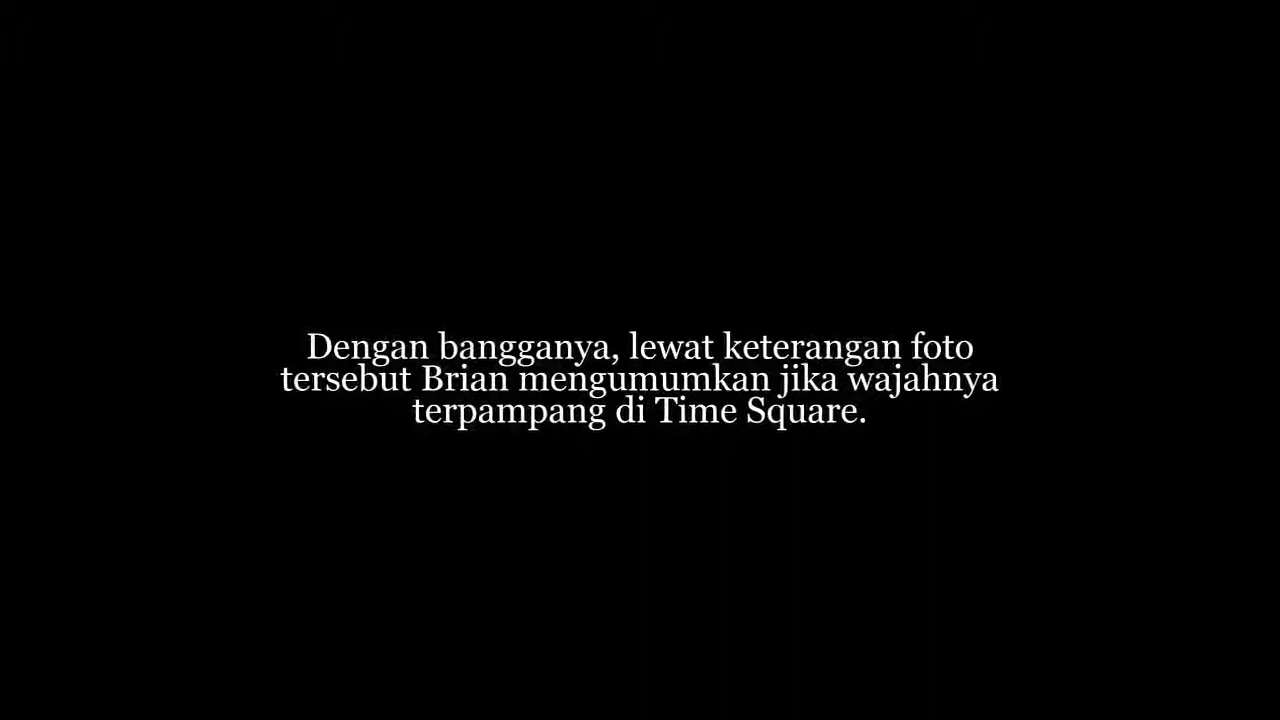 Dengan bangganya, lewat keterangan foto
tersebut Brian mengumumkan jika wajahnya
terpampang di Time Square.